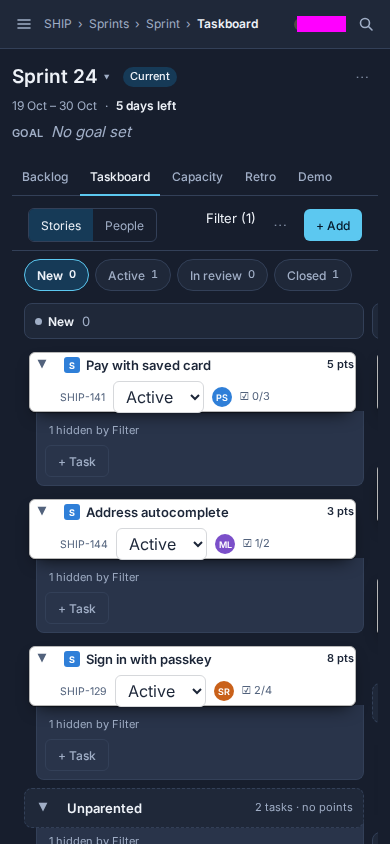 SHIP › Sprints › Sprint › Taskboard
Sprint 24 ▾ Current ...
19 Oct – 30 Oct · 5 days left
GOAL No goal set
Backlog Taskboard Capacity Retro Demo
Stories People Filter (1) ... + Add
New 0 Active 1 In review 0 Closed 1
New 0
▼ S Pay with saved card 5 pts
SHIP-141 Active PS ☑ 0/3
1 hidden by Filter
+ Task
▼ S Address autocomplete 3 pts
SHIP-144 Active ML ☑ 1/2
1 hidden by Filter
+ Task
▼ S Sign in with passkey 8 pts
SHIP-129 Active SR ☑ 2/4
1 hidden by Filter
+ Task
▼ Unparented 2 tasks · no points
1 hidden by Filter